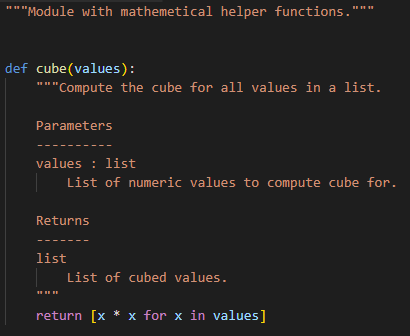 """Module with mathemetical helper functions."""
def cube(values):
"""Compute the cube for all values in a list.
Parameters
----------
values : list
List of numeric values to compute cube for.
Returns
-------
list
List of cubed values.
"""
return [x * x for x in values]